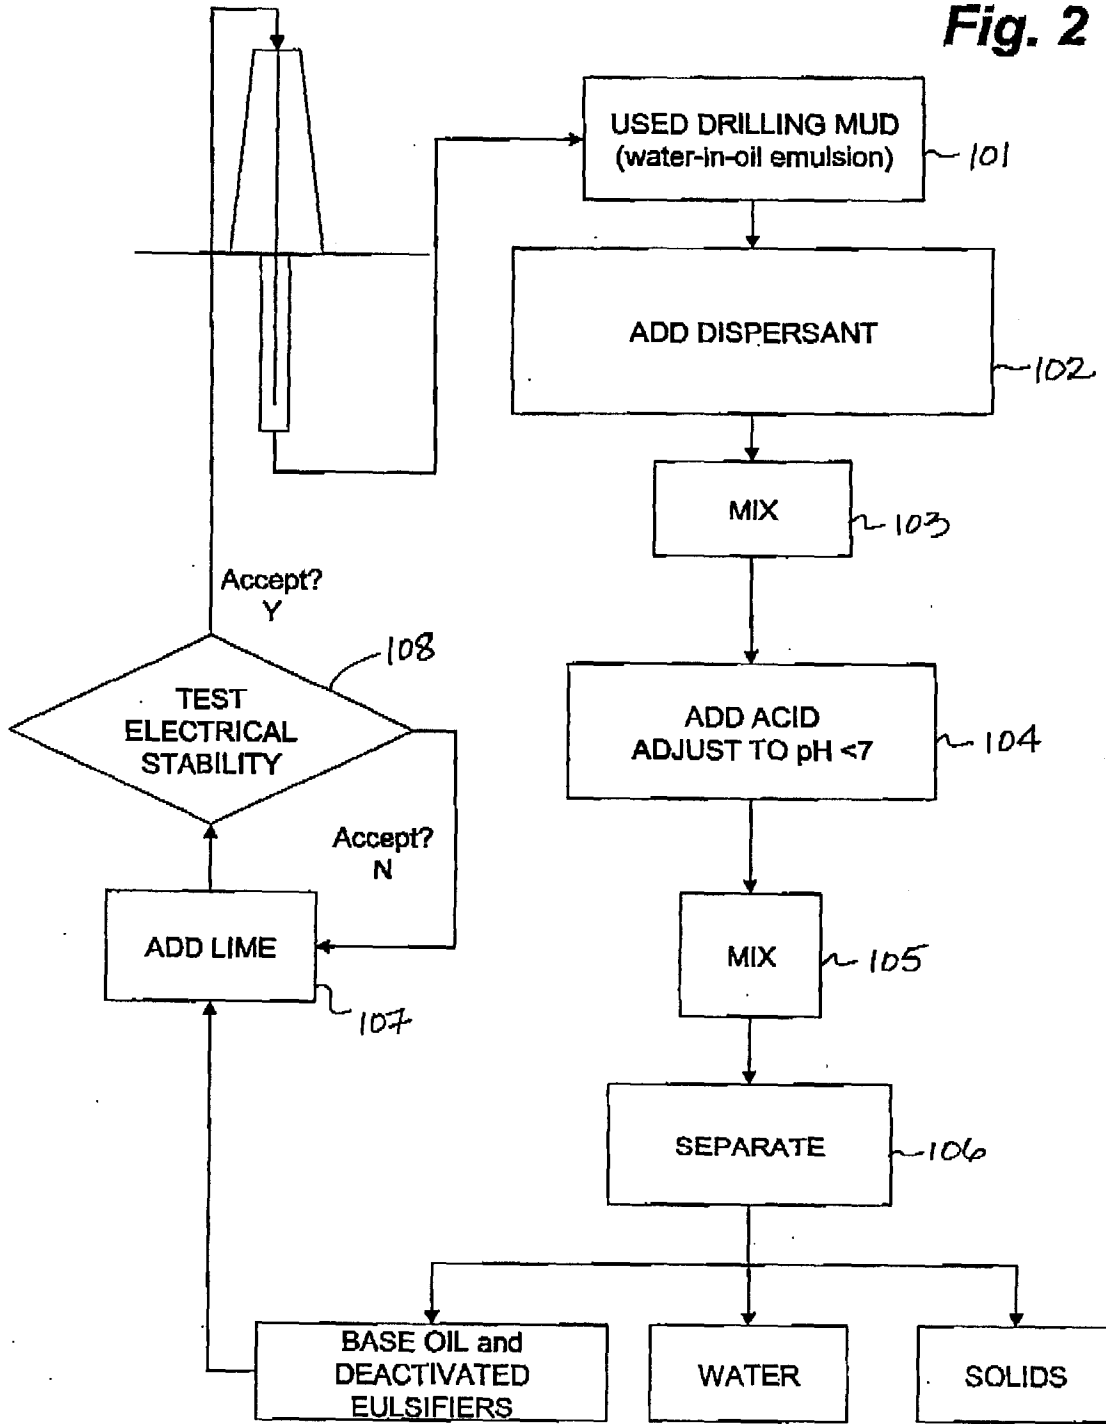 Fig. 2
USED DRILLING MUD
(water-in-oil emulsion)
101
ADD DISPERSANT
102
MIX
103
ADD ACID
ADJUST TO pH <7
104
MIX
105
SEPARATE
106
BASE OIL and
DEACTIVATED
EULSIFIERS
WATER
SOLIDS
ADD LIME
107
TEST
ELECTRICAL
STABILITY
108
Accept?
N
Accept?
Y